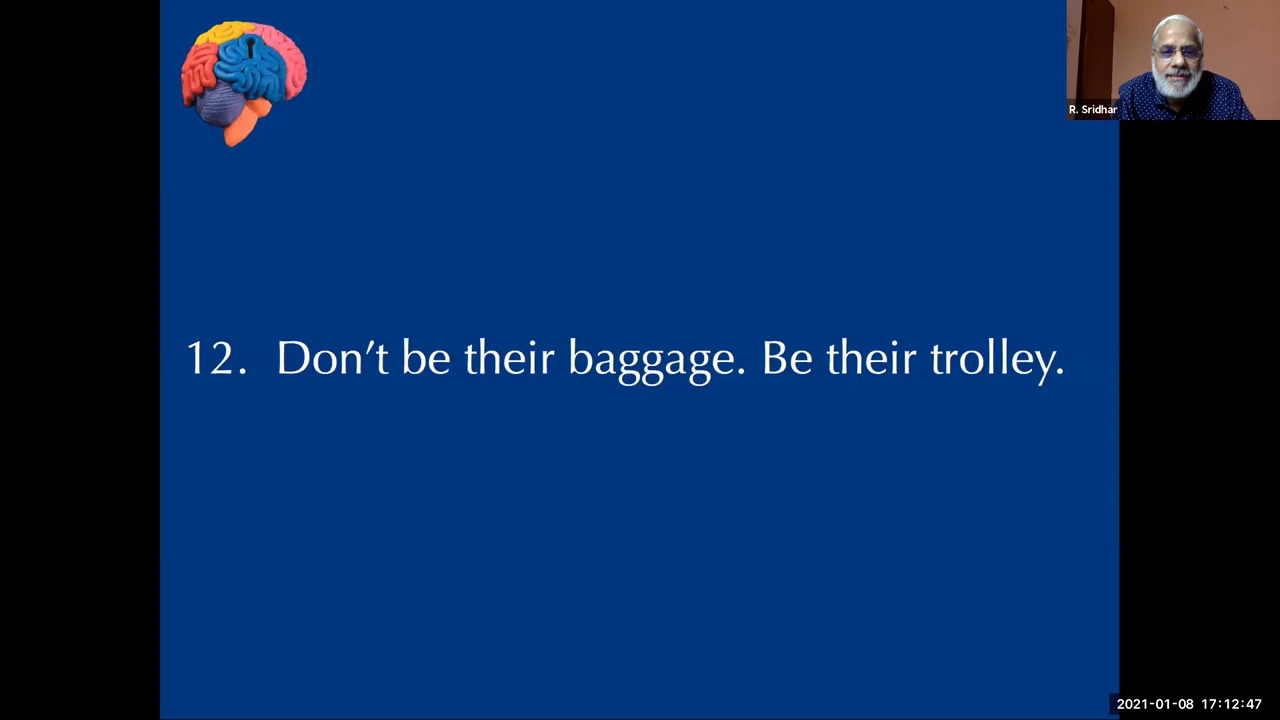 R. Sridhar
12. Don’t be their baggage. Be their trolley.
2021-01-08 17:12:47